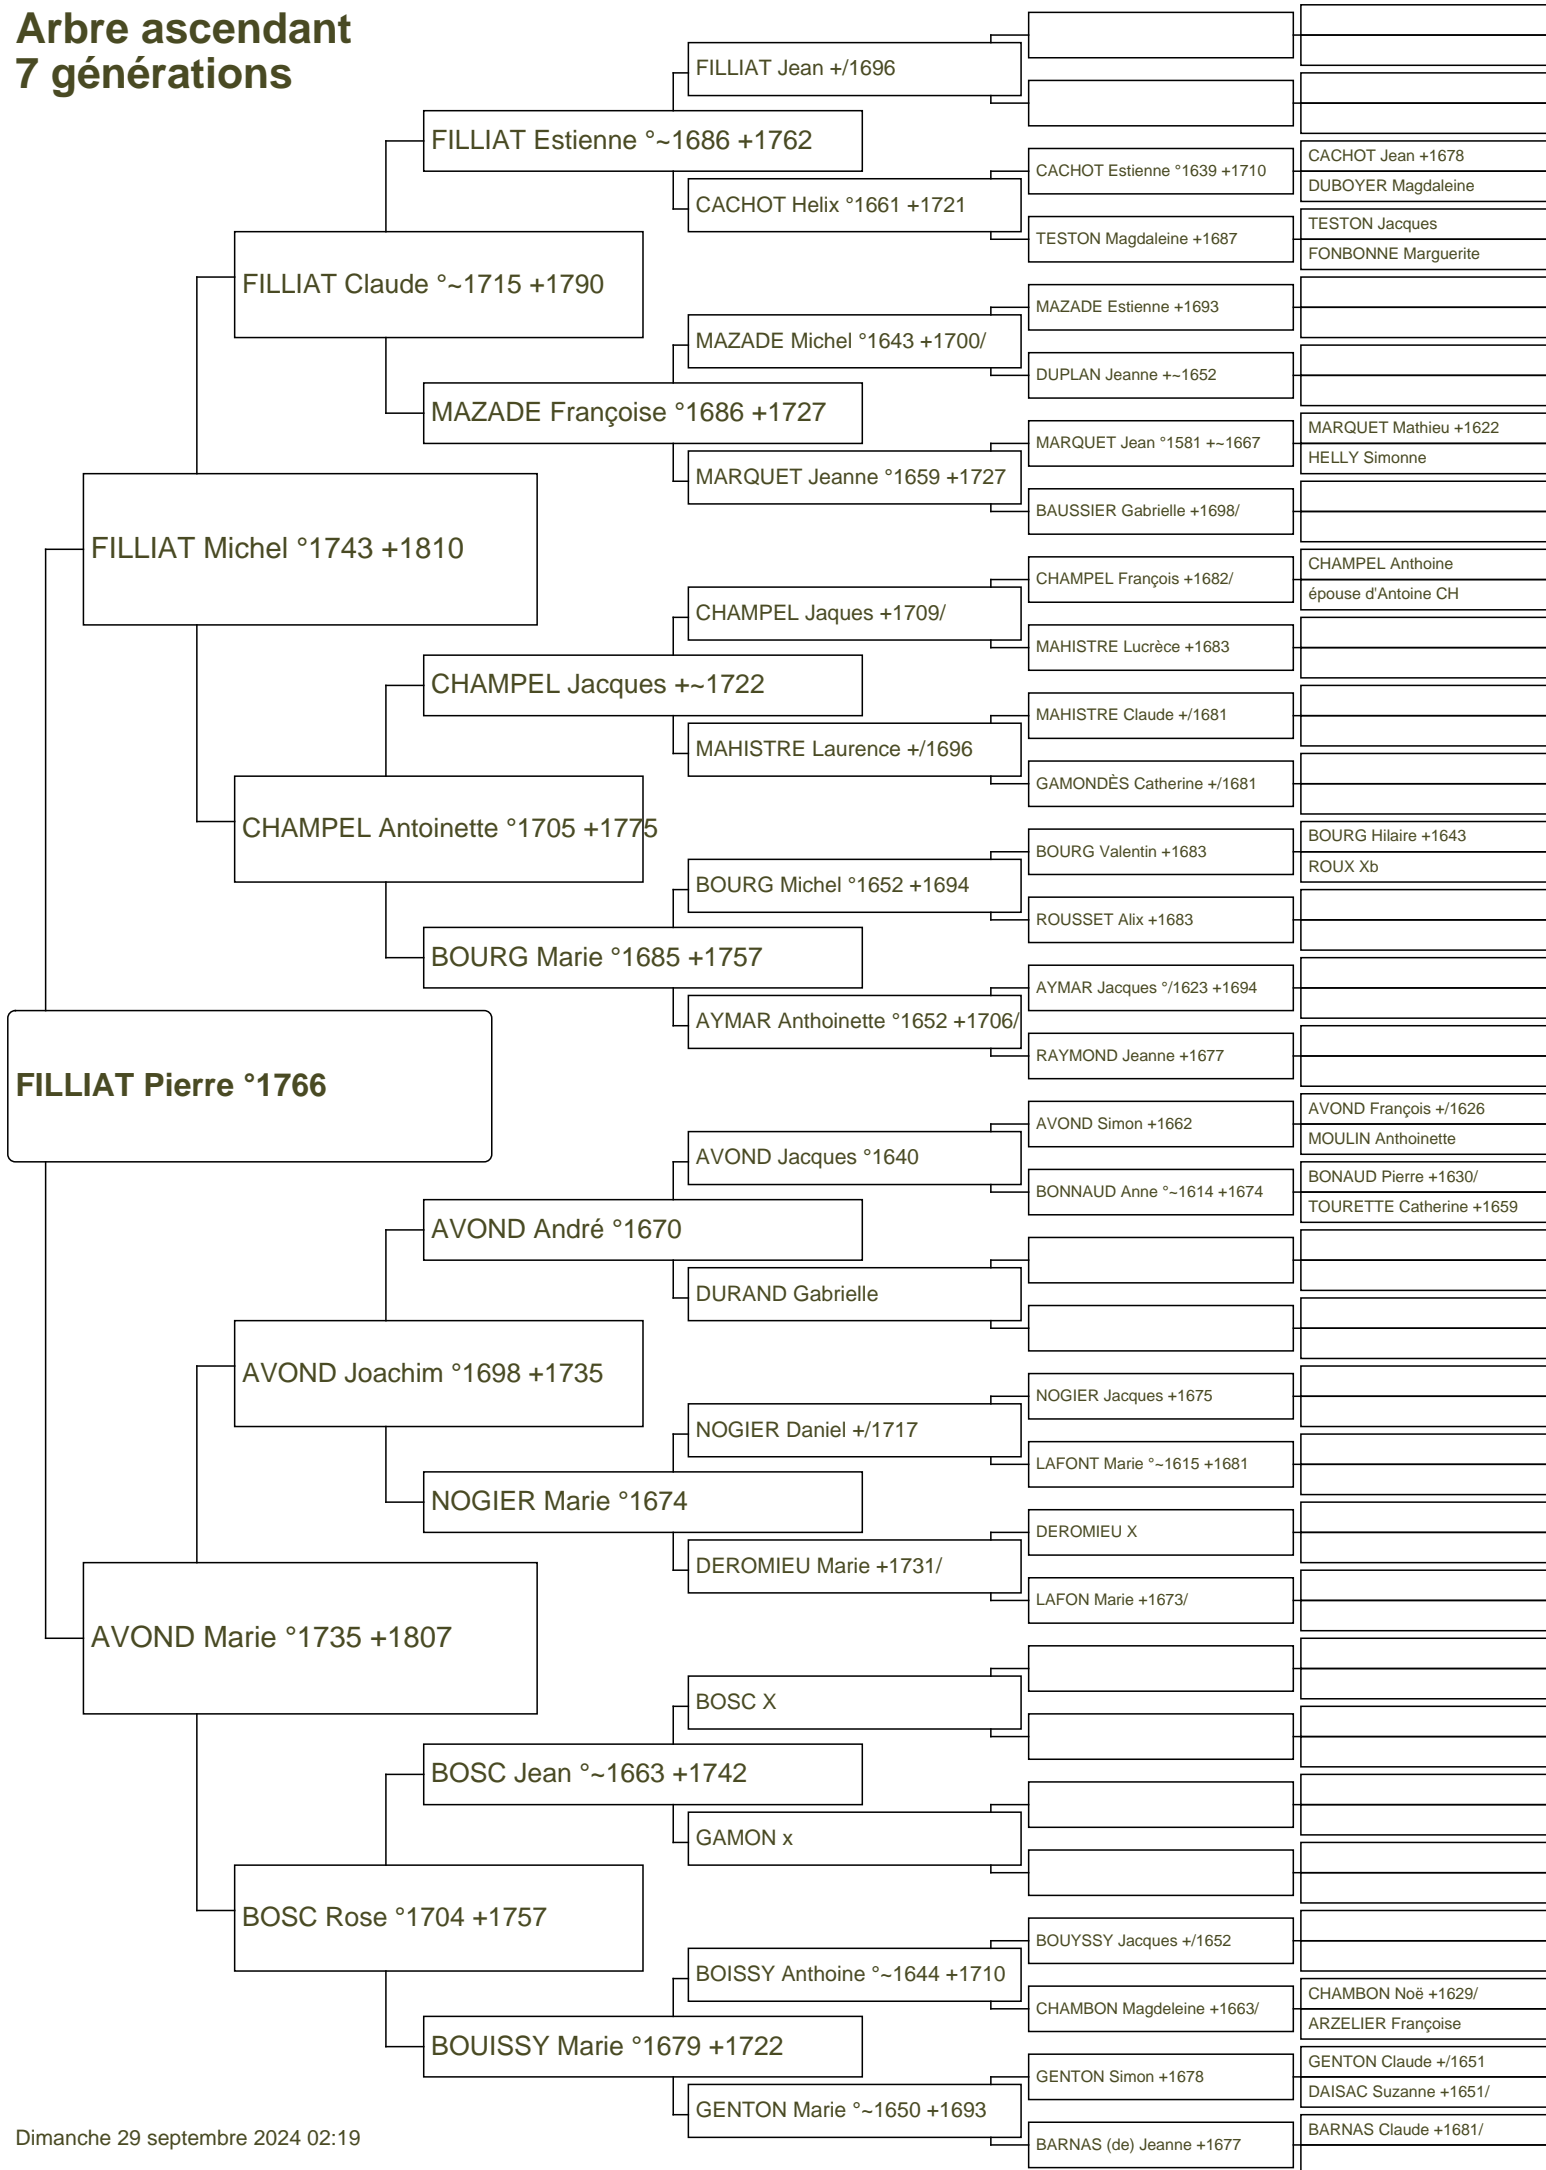 Arbre ascendant
7 générations
FILLIAT Pierre °1766
FILLIAT Michel °1743 +1810
AVOND Marie °1735 +1807
FILLIAT Claude °~1715 +1790
CHAMPEL Antoinette °1705 +1775
AVOND Joachim °1698 +1735
BOSC Rose °1704 +1757
FILLIAT Estienne °~1686 +1762
MAZADE Françoise °1686 +1727
CHAMPEL Jacques +~1722
BOURG Marie °1685 +1757
AVOND André °1670
NOGIER Marie °1674
BOSC Jean °~1663 +1742
BOUISSY Marie °1679 +1722
FILLIAT Jean +/1696
CACHOT Helix °1661 +1721
MAZADE Michel °1643 +1700/
MARQUET Jeanne °1659 +1727
CHAMPEL Jaques +1709/
MAHISTRE Laurence +/1696
BOURG Michel °1652 +1694
AYMAR Anthoinette °1652 +1706/
AVOND Jacques °1640
DURAND Gabrielle
NOGIER Daniel +/1717
DEROMIEU Marie +1731/
BOSC X
GAMON x
BOISSY Anthoine °~1644 +1710
GENTON Marie °~1650 +1693
CACHOT Estienne °1639 +1710
TESTON Magdaleine +1687
MAZADE Estienne +1693
DUPLAN Jeanne +~1652
MARQUET Jean °1581 +~1667
BAUSSIER Gabrielle +1698/
CHAMPEL François +1682/
MAHISTRE Lucrèce +1683
MAHISTRE Claude +/1681
GAMONDÈS Catherine +/1681
BOURG Valentin +1683
ROUSSET Alix +1683
AYMAR Jacques °/1623 +1694
RAYMOND Jeanne +1677
AVOND Simon +1662
BONNAUD Anne °~1614 +1674
NOGIER Jacques +1675
LAFONT Marie °~1615 +1681
DEROMIEU X
LAFON Marie +1673/
BOUYSSY Jacques +/1652
CHAMBON Magdeleine +1663/
GENTON Simon +1678
BARNAS (de) Jeanne +1677
CACHOT Jean +1678
DUBOYER Magdaleine
TESTON Jacques
FONBONNE Marguerite
MARQUET Mathieu +1622
HELLY Simonne
CHAMPEL Anthoine
épouse d'Antoine CH
BOURG Hilaire +1643
ROUX Xb
AVOND François +/1626
MOULIN Anthoinette
BONAUD Pierre +1630/
TOURETTE Catherine +1659
CHAMBON Noë +1629/
ARZELIER Françoise
GENTON Claude +/1651
DAISAC Suzanne +1651/
BARNAS Claude +1681/
Dimanche 29 septembre 2024 02:19